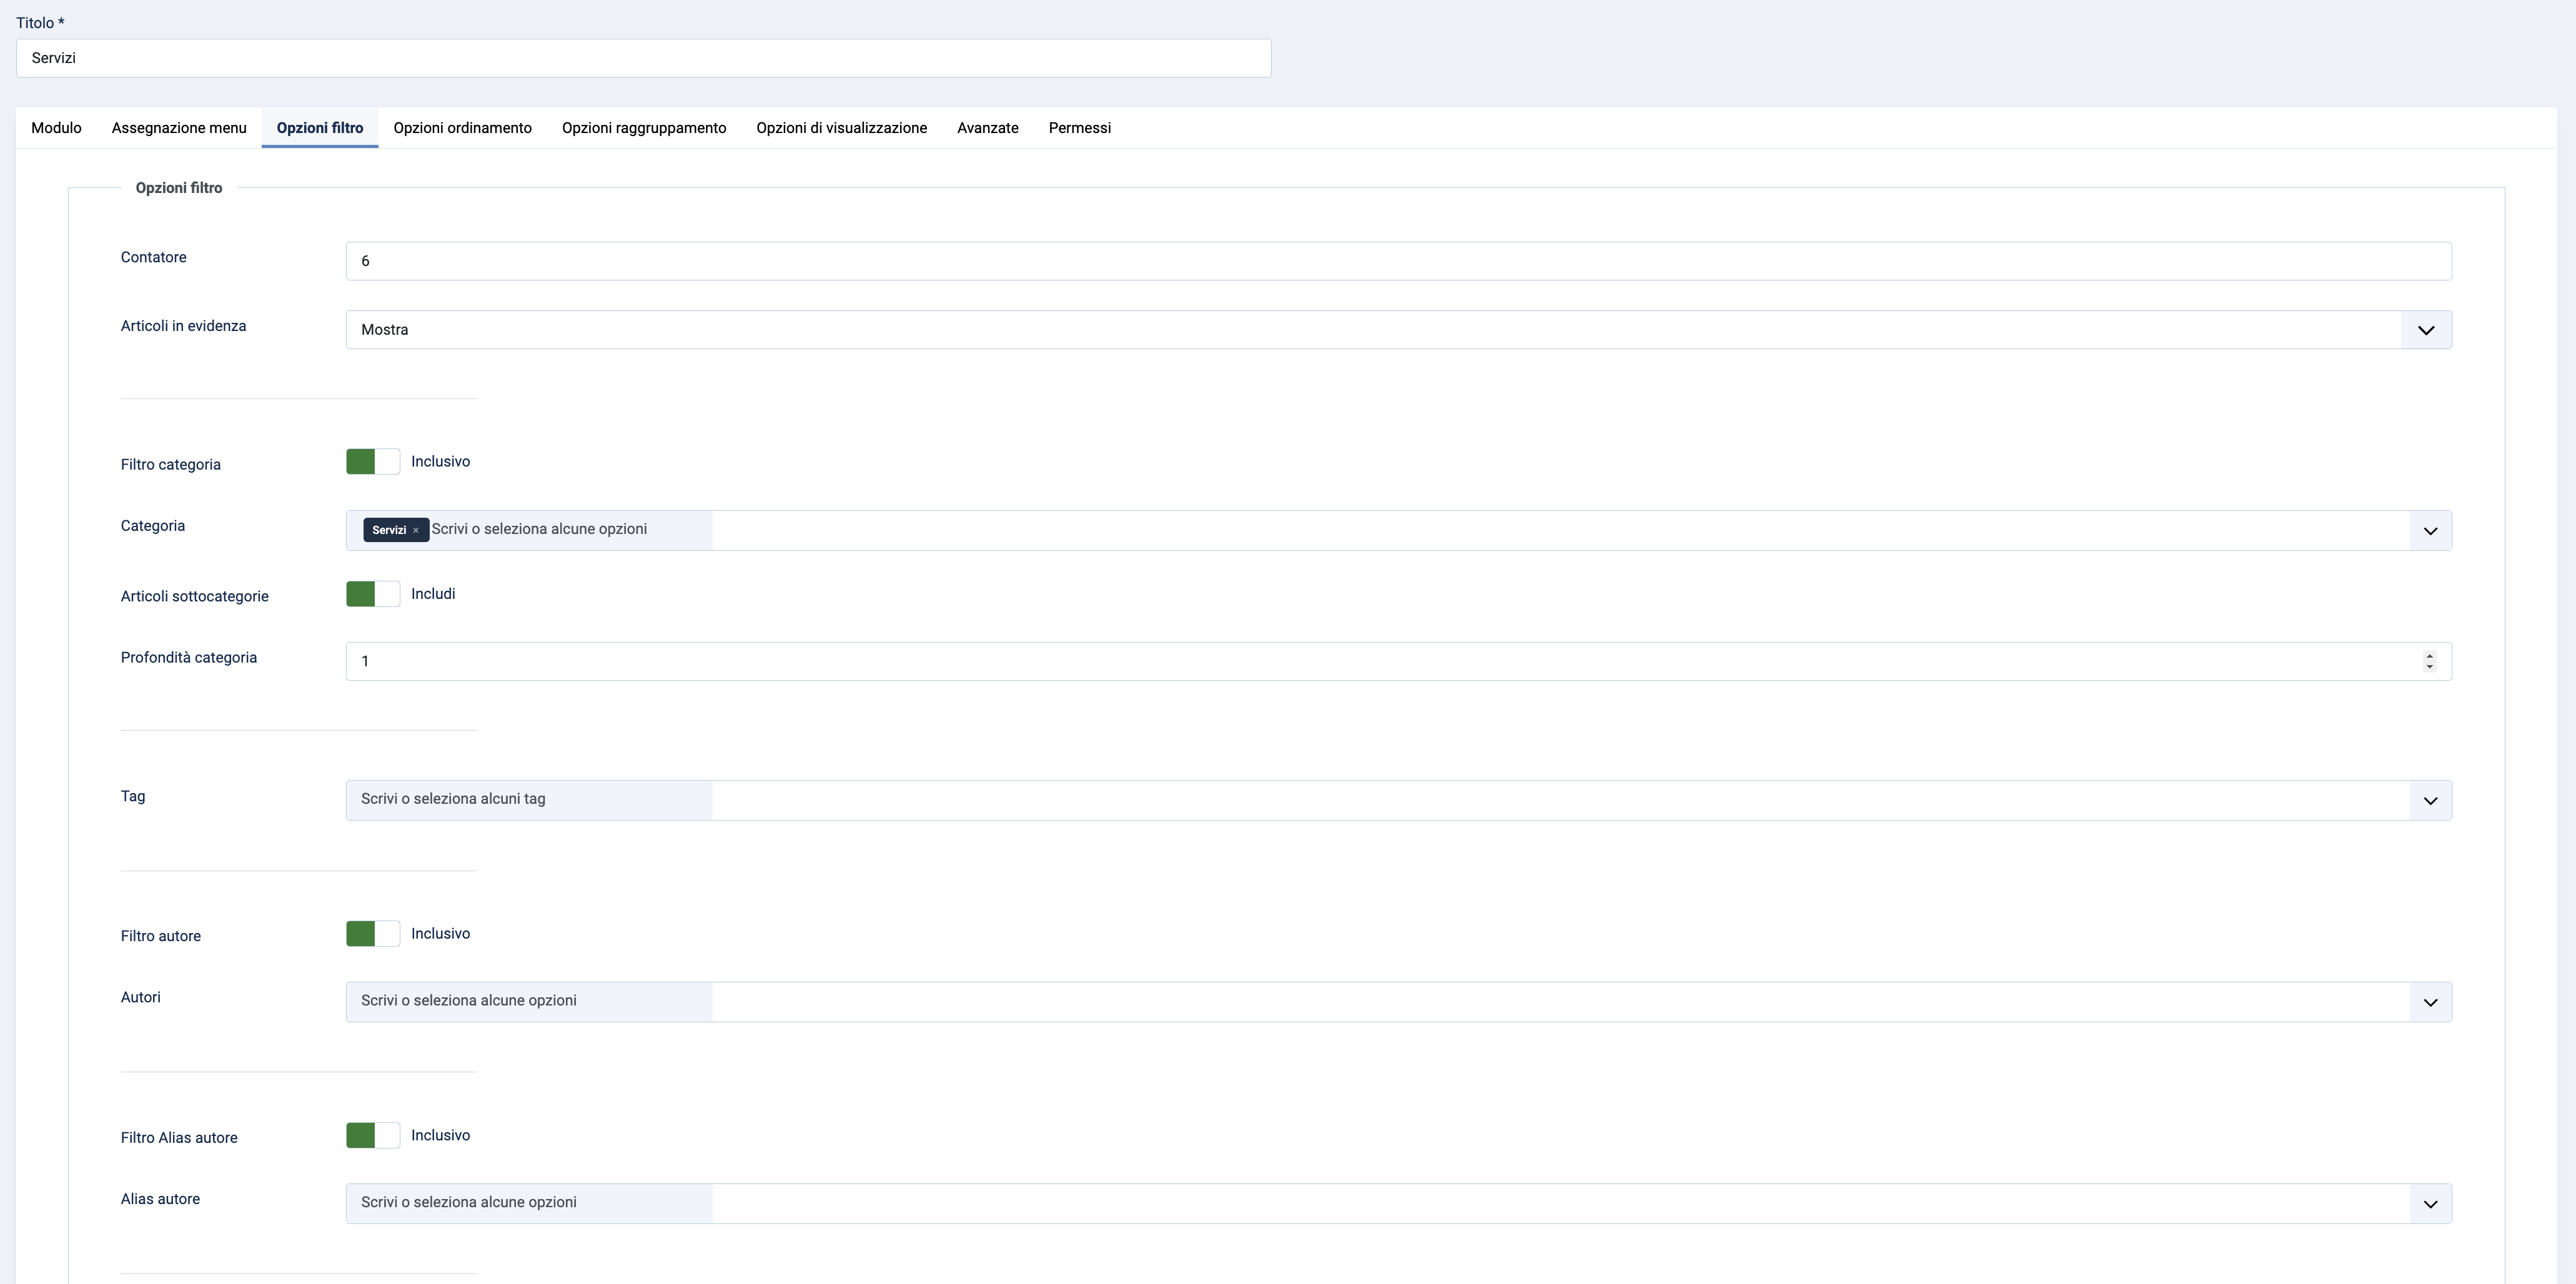 Titolo *
Servizi
Modulo Assegnazione menu Opzioni filtro Opzioni ordinamento Opzioni raggruppamento Opzioni di visualizzazione Avanzate Permessi
Opzioni filtro
Contatore 6
Articoli in evidenza Mostra
Filtro categoria Inclusivo
Categoria Servizi × Scrivi o seleziona alcune opzioni
Articoli sottocategorie Includi
Profondità categoria 1
Tag Scrivi o seleziona alcuni tag
Filtro autore Inclusivo
Autori Scrivi o seleziona alcune opzioni
Filtro Alias autore Inclusivo
Alias autore Scrivi o seleziona alcune opzioni